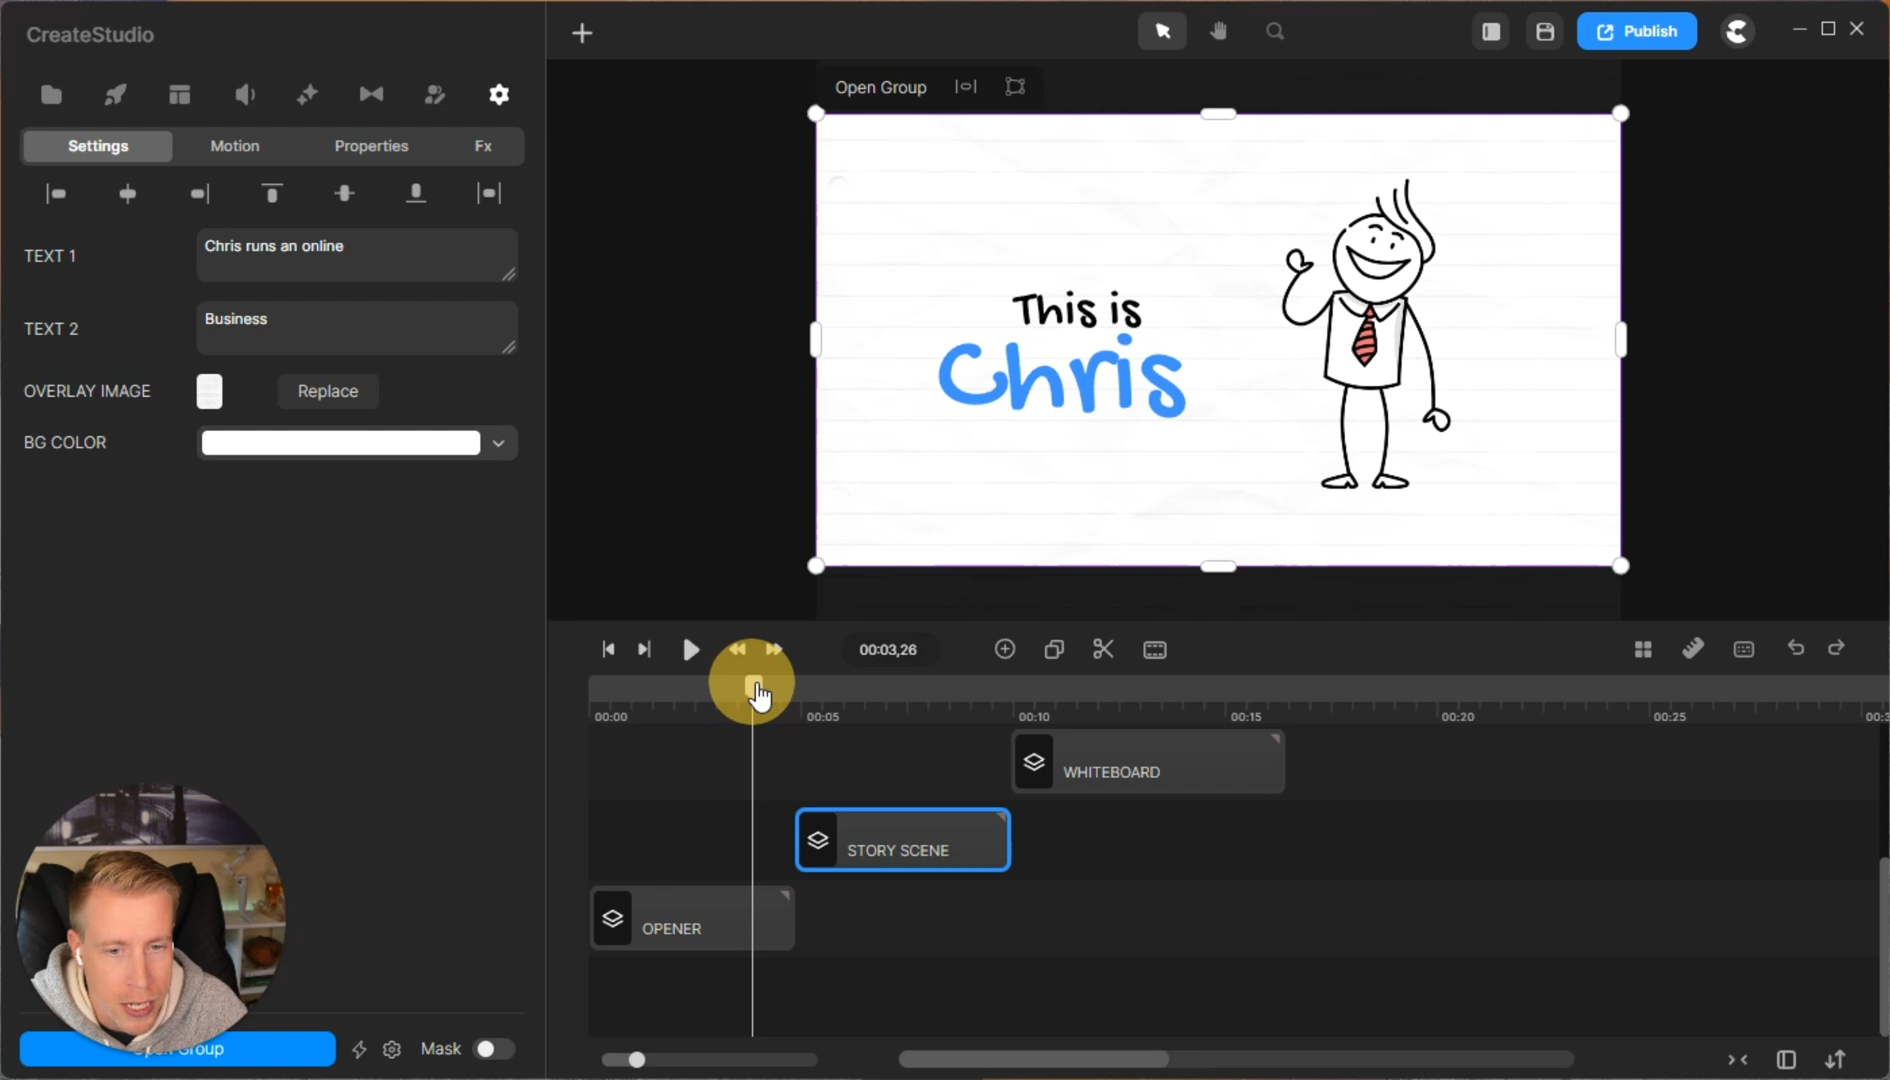 CreateStudio
Publish
Settings
Motion
Properties
Fx
Open Group
TEXT 1
Chris runs an online
TEXT 2
Business
OVERLAY IMAGE
Replace
BG COLOR
This is
Chris
00:03,26
00:00
00:05
00:10
00:15
00:20
00:25
WHITEBOARD
STORY SCENE
OPENER
Group
Mask